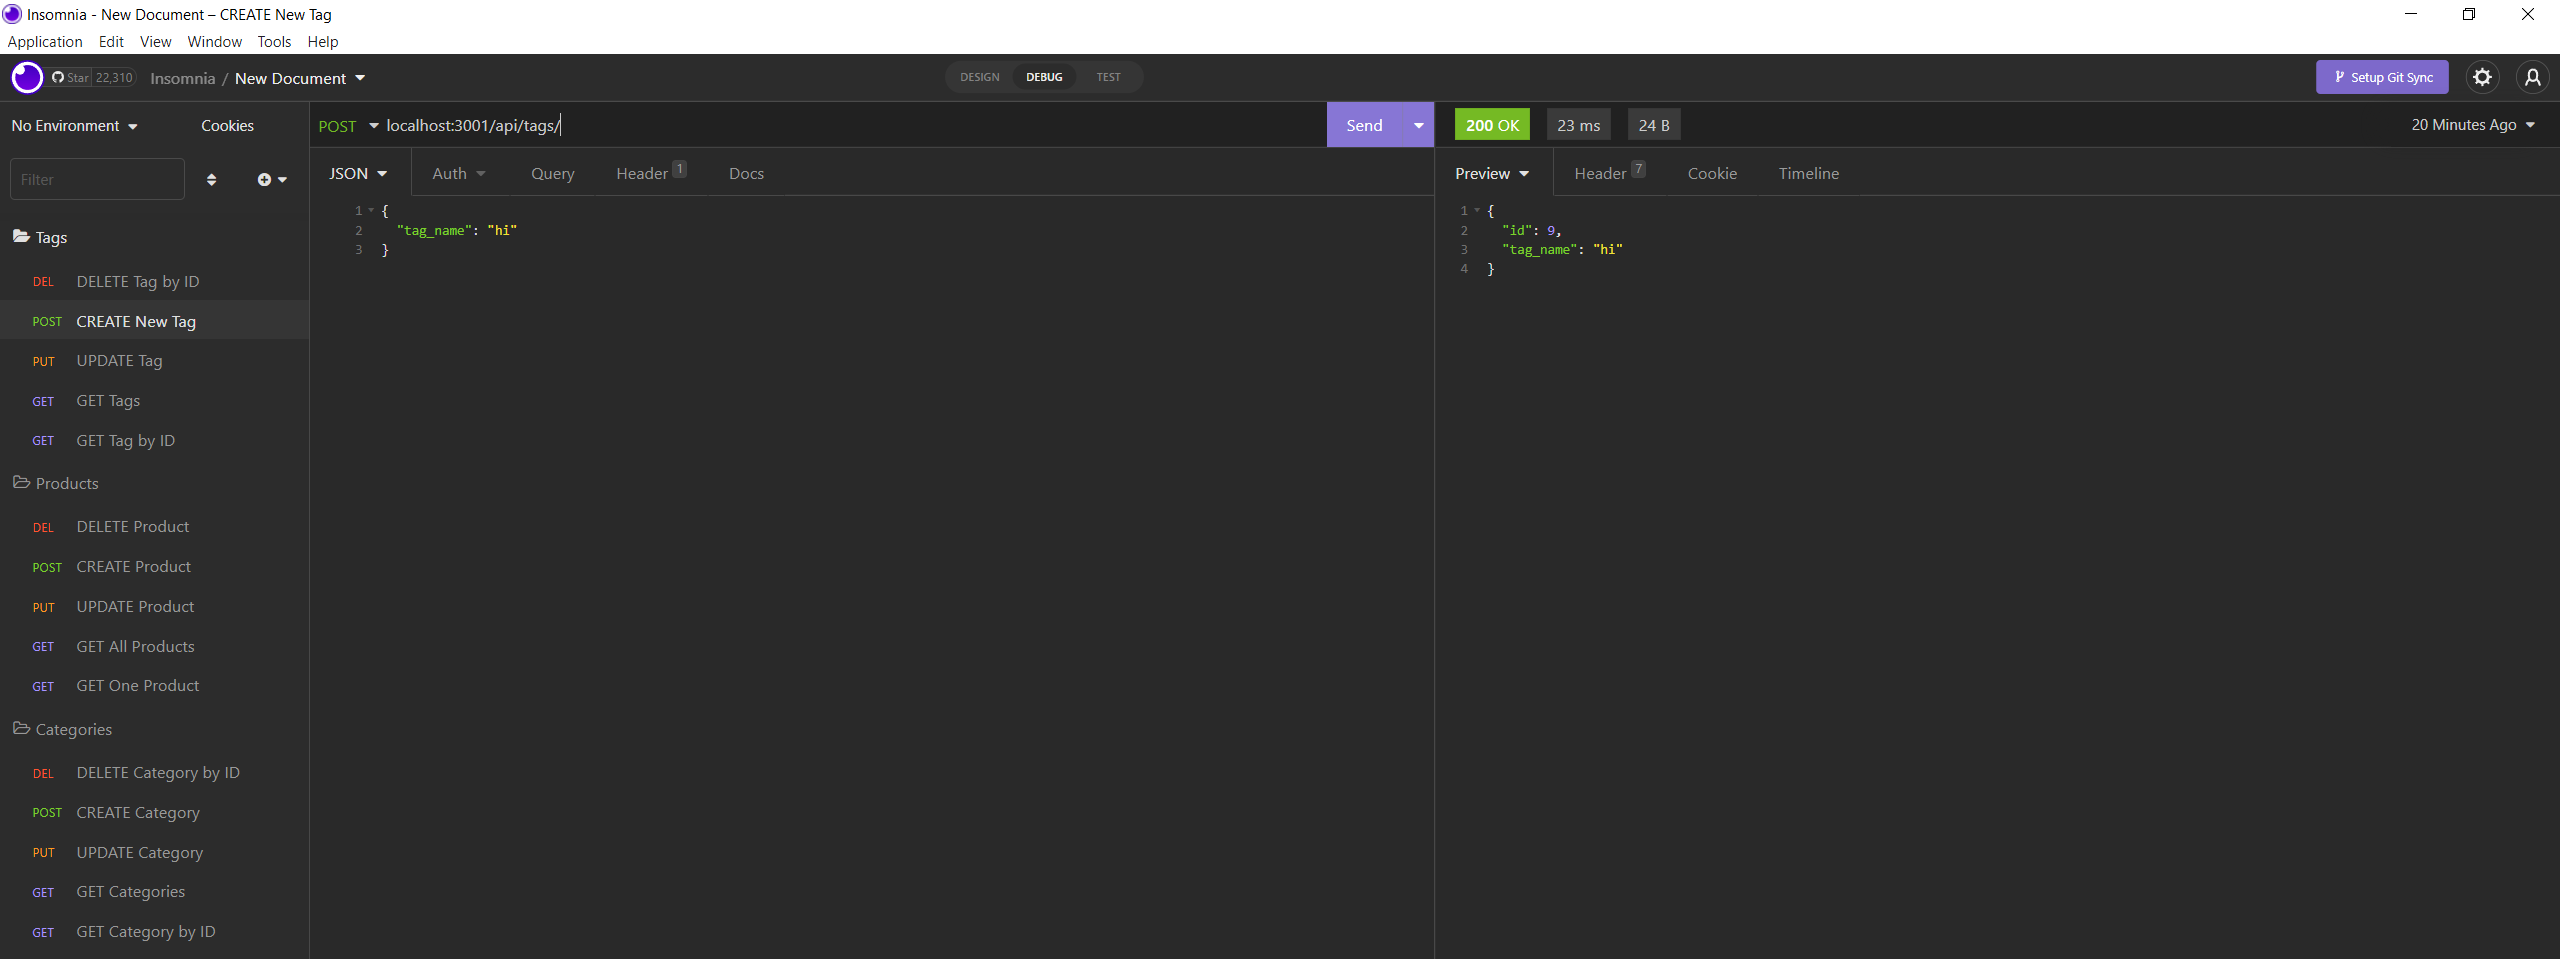 Insomnia - New Document – CREATE New Tag
Application Edit View Window Tools Help
Star 22,310 Insomnia / New Document DESIGN DEBUG TEST Setup Git Sync
No Environment Cookies
Filter
Tags
DEL DELETE Tag by ID
POST CREATE New Tag
PUT UPDATE Tag
GET GET Tags
GET GET Tag by ID
Products
DEL DELETE Product
POST CREATE Product
PUT UPDATE Product
GET GET All Products
GET GET One Product
Categories
DEL DELETE Category by ID
POST CREATE Category
PUT UPDATE Category
GET GET Categories
GET GET Category by ID
POST localhost:3001/api/tags/ Send
JSON Auth Query Header 1 Docs
1 {
2 "tag_name": "hi"
3 }
200 OK 23 ms 24 B 20 Minutes Ago
Preview Header 7 Cookie Timeline
1 {
2 "id": 9,
3 "tag_name": "hi"
4 }